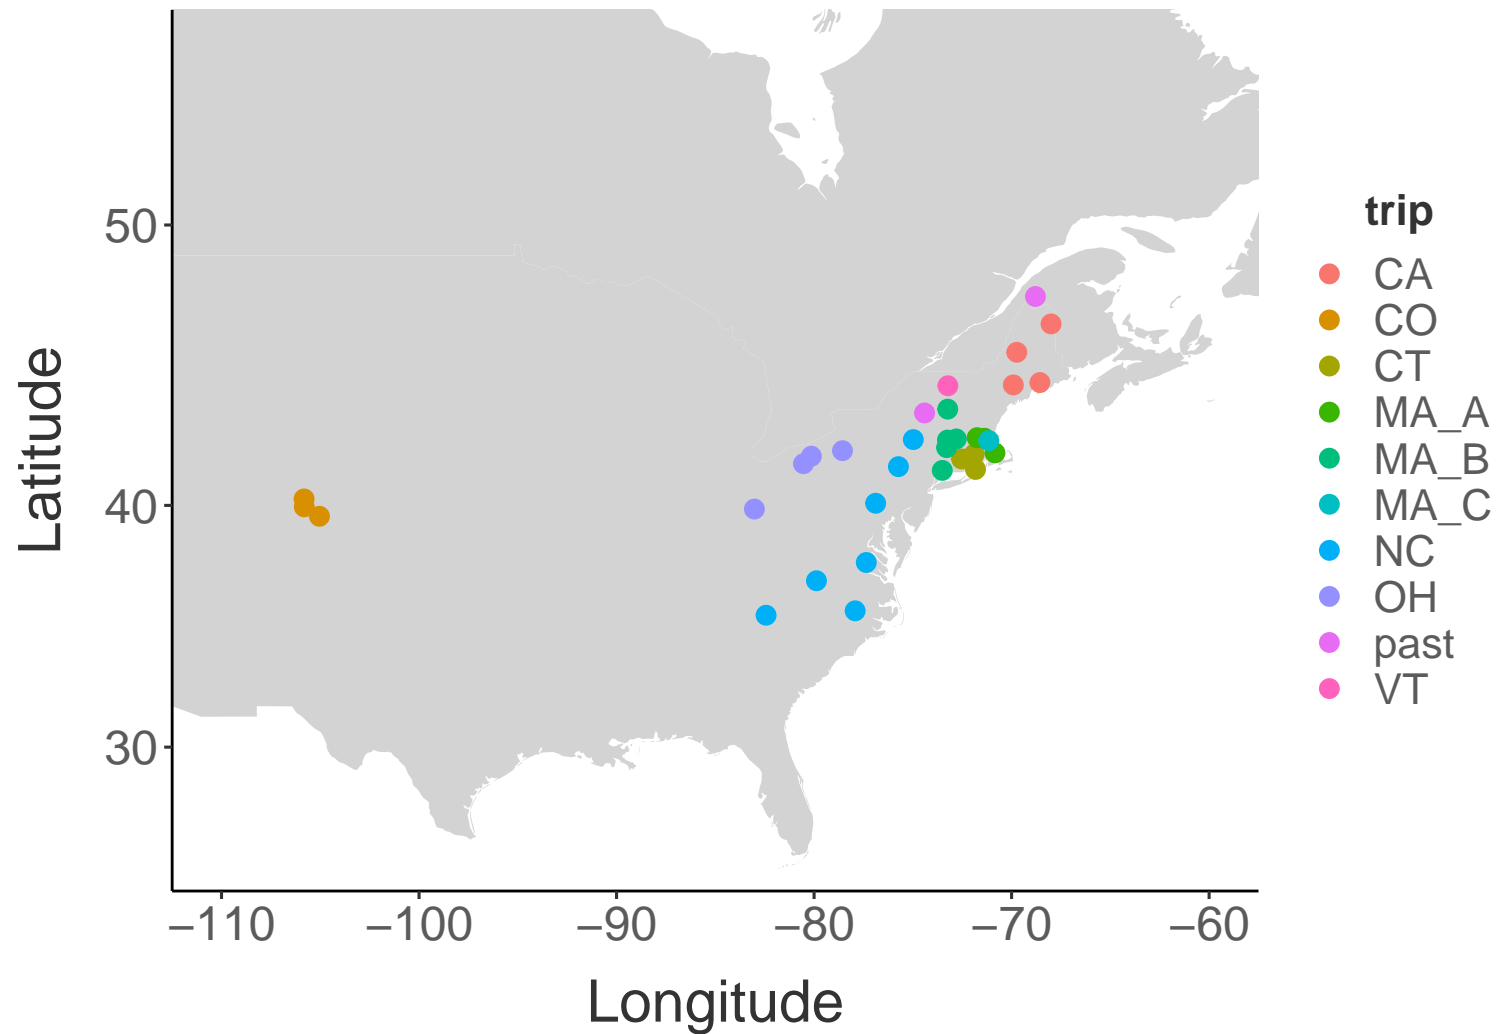 trip
CA
CO
CT
MA_A
MA_B
MA_C
NC
OH
past
VT
Latitude
50
40
30
−110
−100
−90
−80
−70
−60
Longitude